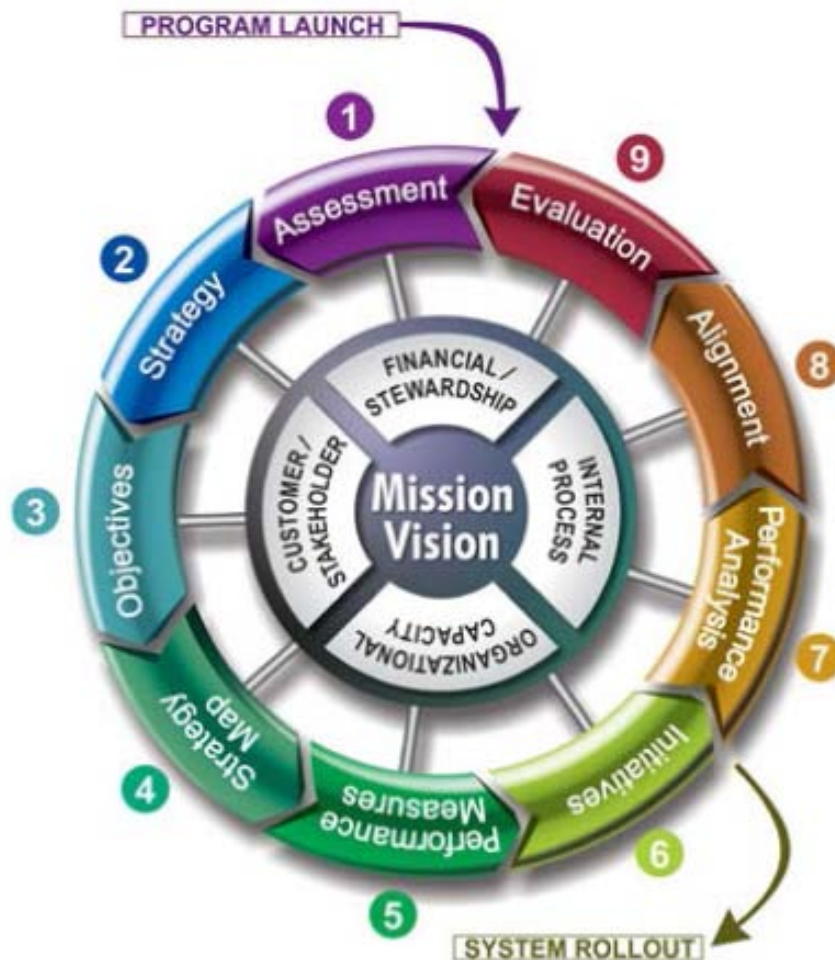 PROGRAM LAUNCH
1
Assessment
2
Strategy
3
Objectives
4
Strategy
Map
5
Performance
Measures
6
Initiatives
7
Performance
Analysis
8
Alignment
9
Evaluation
FINANCIAL /
STEWARDSHIP
CUSTOMER /
STAKEHOLDER
INTERNAL
PROCESS
ORGANIZATIONAL
CAPACITY
Mission
Vision
SYSTEM ROLLOUT